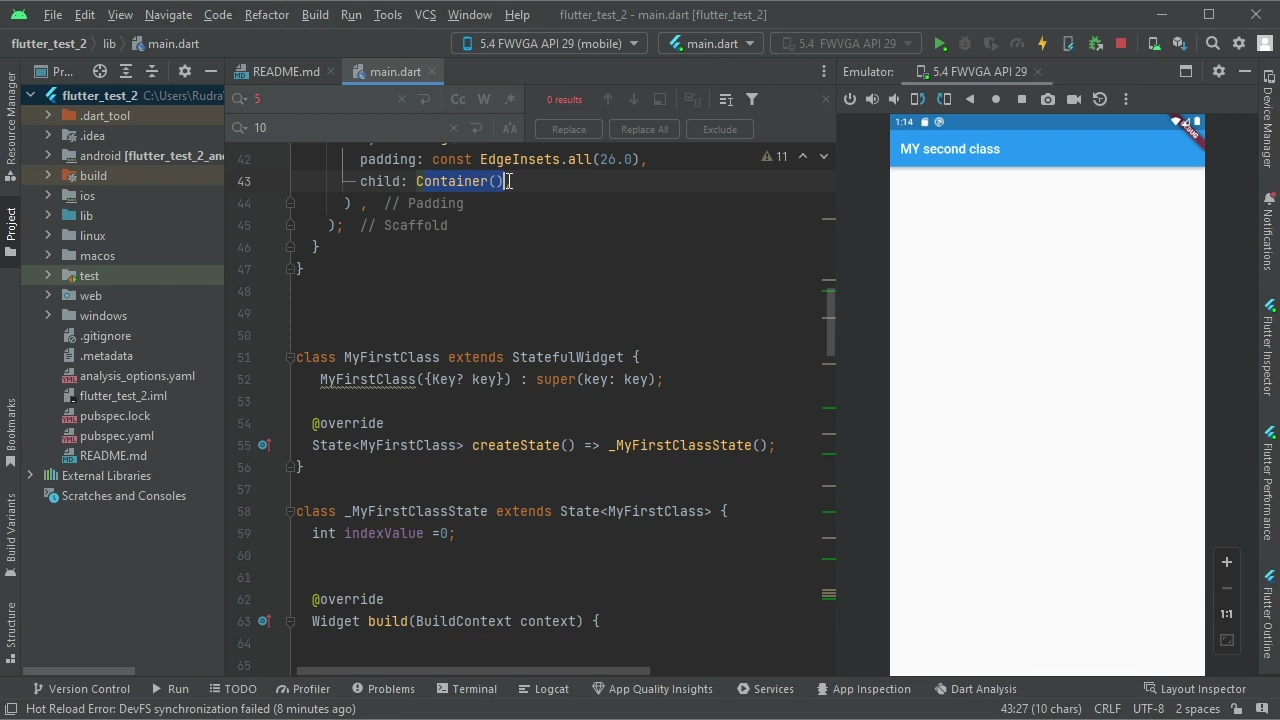 File Edit View Navigate Code Refactor Build Run Tools VCS Window Help flutter_test_2 - main.dart [flutter_test_2]
flutter_test_2 lib main.dart 5.4 FWVGA API 29 (mobile) main.dart 5.4 FWVGA API 29
Pr... README.md main.dart Emulator: 5.4 FWVGA API 29
5 Cc W .* 0 results
10 Replace Replace All Exclude
flutter_test_2 C:\Users\Rudra
.dart_tool
.idea
android [flutter_test_2_an
build
ios
lib
linux
macos
test
web
windows
.gitignore
.metadata
analysis_options.yaml
flutter_test_2.iml
pubspec.lock
pubspec.yaml
README.md
External Libraries
Scratches and Consoles
Resource Manager
Project
Bookmarks
Build Variants
Structure
42 padding: const EdgeInsets.all(26.0),
11
43 child: Container()
44 ) , // Padding
45 ); // Scaffold
46 }
47 }
48
49
50
51 class MyFirstClass extends StatefulWidget {
52 MyFirstClass({Key? key}) : super(key: key);
53
54 @override
55 State<MyFirstClass> createState() => _MyFirstClassState();
56 }
57
58 class _MyFirstClassState extends State<MyFirstClass> {
59 int indexValue =0;
60
61
62 @override
63 Widget build(BuildContext context) {
64
65
1:14
DEBUG
MY second class
1:1
Device Manager
Notifications
Flutter Inspector
Flutter Performance
Flutter Outline
Version Control Run TODO Profiler Problems Terminal Logcat App Quality Insights Services App Inspection Dart Analysis Layout Inspector
Hot Reload Error: DevFS synchronization failed (8 minutes ago) 43:27 (10 chars) CRLF UTF-8 2 spaces